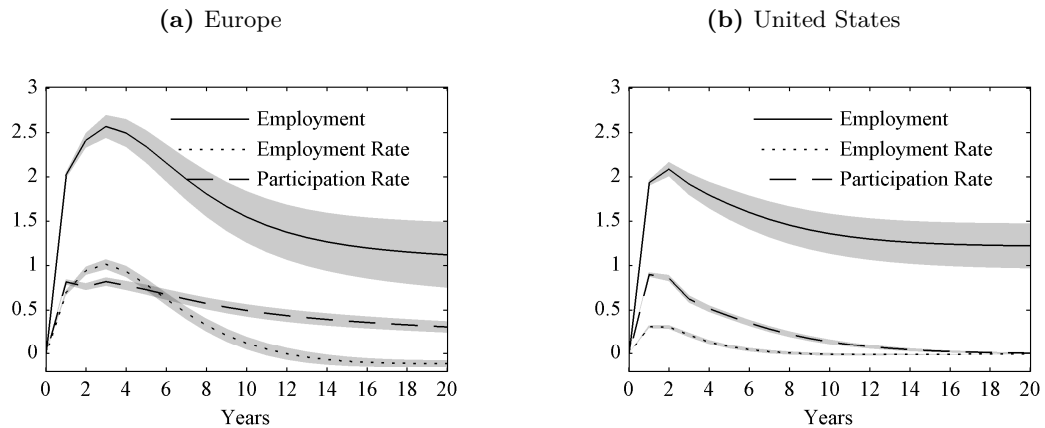 (a) Europe
3
2.5
2
1.5
1
0.5
0
Employment
Employment Rate
Participation Rate
0 2 4 6 8 10 12 14 16 18 20
Years
(b) United States
3
2.5
2
1.5
1
0.5
0
Employment
Employment Rate
Participation Rate
0 2 4 6 8 10 12 14 16 18 20
Years